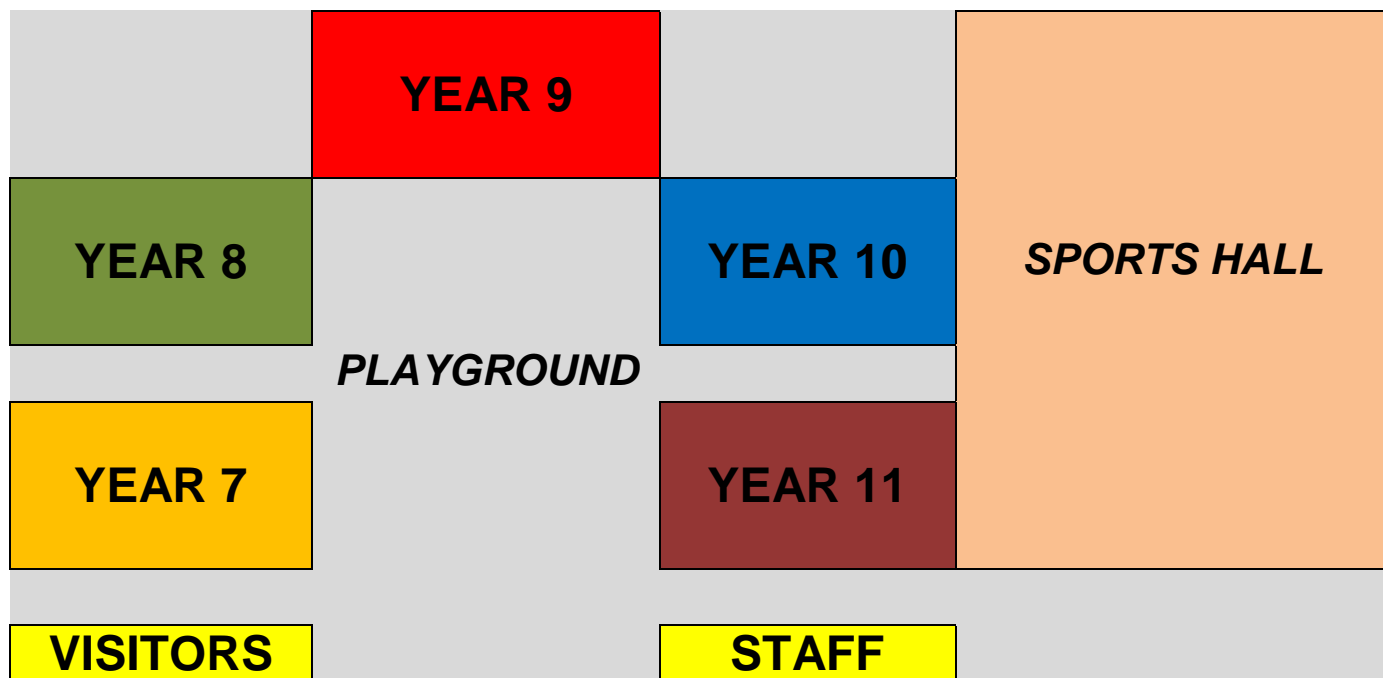 YEAR 9
YEAR 8
YEAR 10
SPORTS HALL
PLAYGROUND
YEAR 7
YEAR 11
VISITORS
STAFF